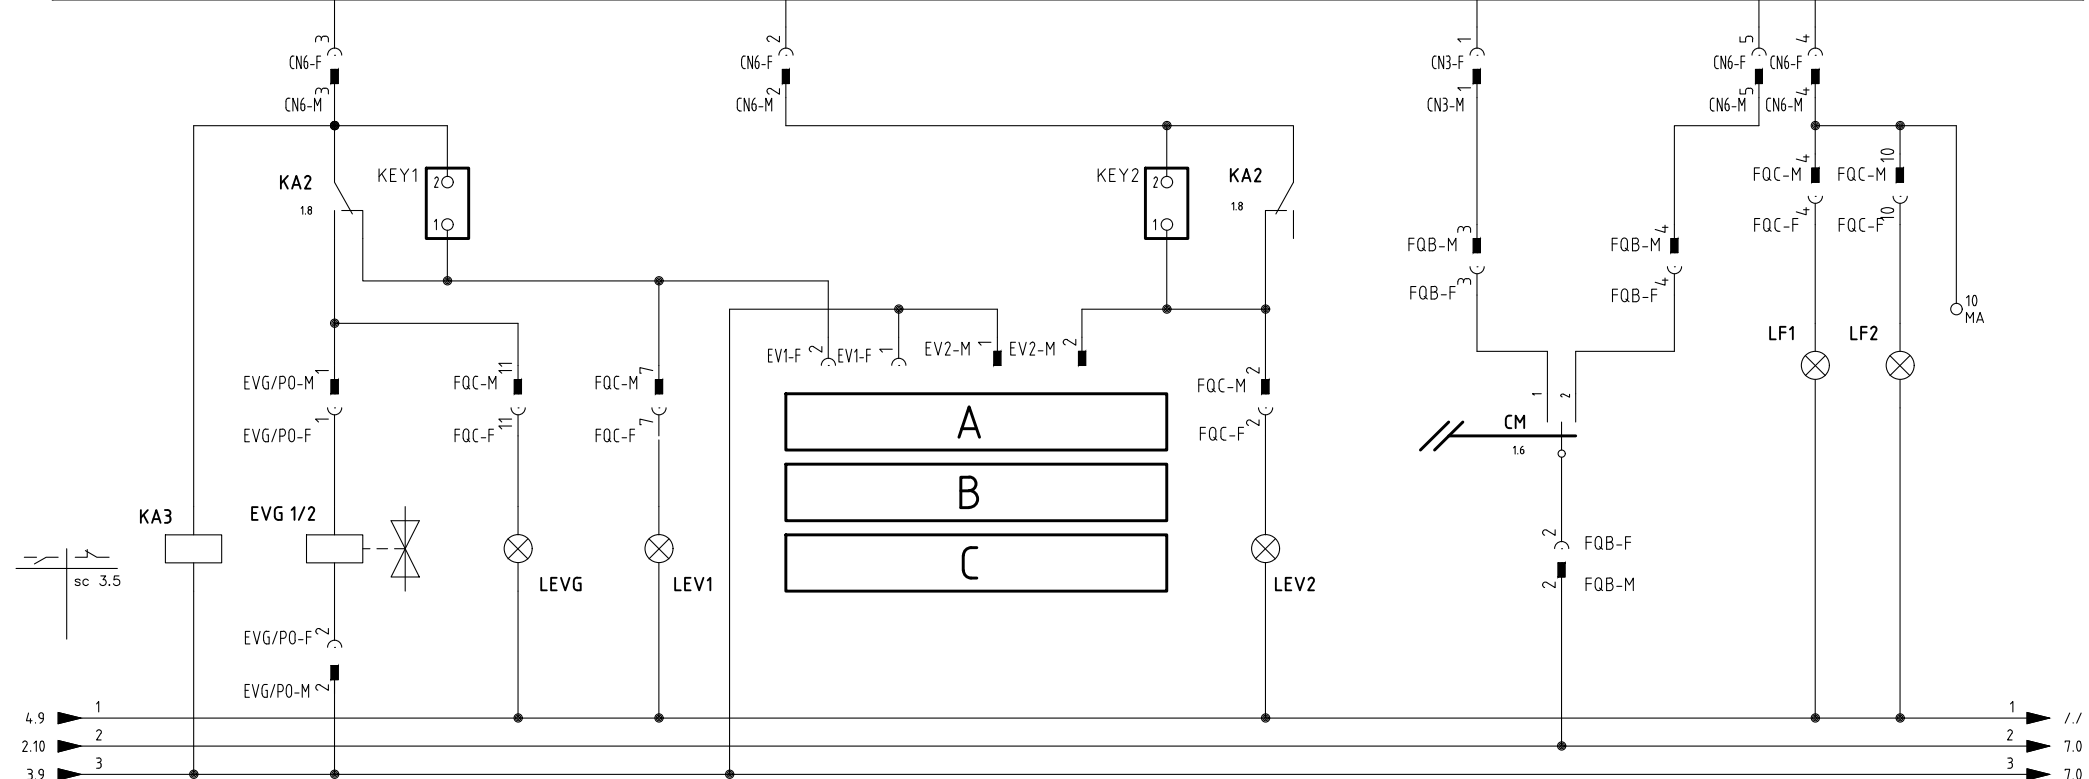 3 2 1 5 4
CN6-F CN6-F CN3-F CN6-F CN6-F
3 2 1 5 4
CN6-M CN6-M CN3-M CN6-M CN6-M
KA2 KEY1 2 KEY2 2 KA2 FQC-M 4 FQC-M 10
1.8 1 1 1.8
FQC-F 4 FQC-F 10
FQB-M 3 FQB-M 4
FQB-F 3 FQB-F 4
10
MA
LF1 LF2
EV1-F 2 EV1-F 1 EV2-M 1 EV2-M 2
EVG/PO-M 1 FQC-M 11 FQC-M 7 FQC-M 2
1 2
EVG/PO-F 1 FQC-F 11 FQC-F 7 A FQC-F 2 CM
1.6
B
KA3 EVG 1/2
2 FQB-F
C
sc 3.5
LEVG LEV1 LEV2 2 FQB-M
EVG/PO-F 2
EVG/PO-M 2
4.9 1 1 /./
2.10 2 2 7.0
3.9 3 3 7.0